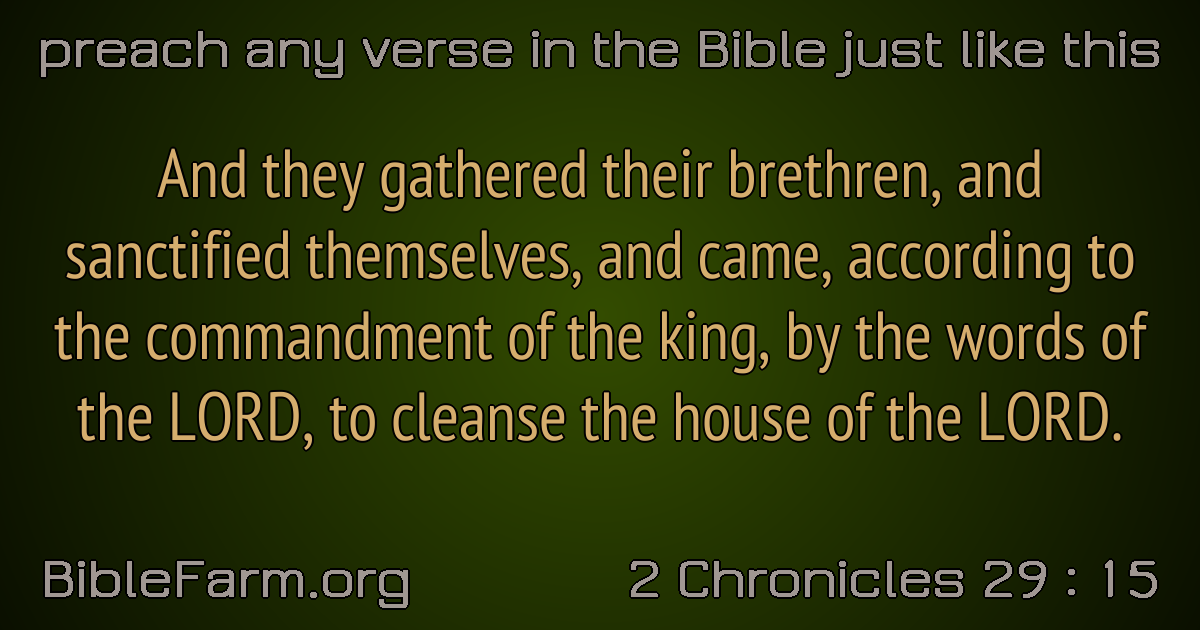 preach any verse in the Bible just like this
And they gathered their brethren, and
sanctified themselves, and came, according to
the commandment of the king, by the words of
the LORD, to cleanse the house of the LORD.
BibleFarm.org
2 Chronicles 29 : 15